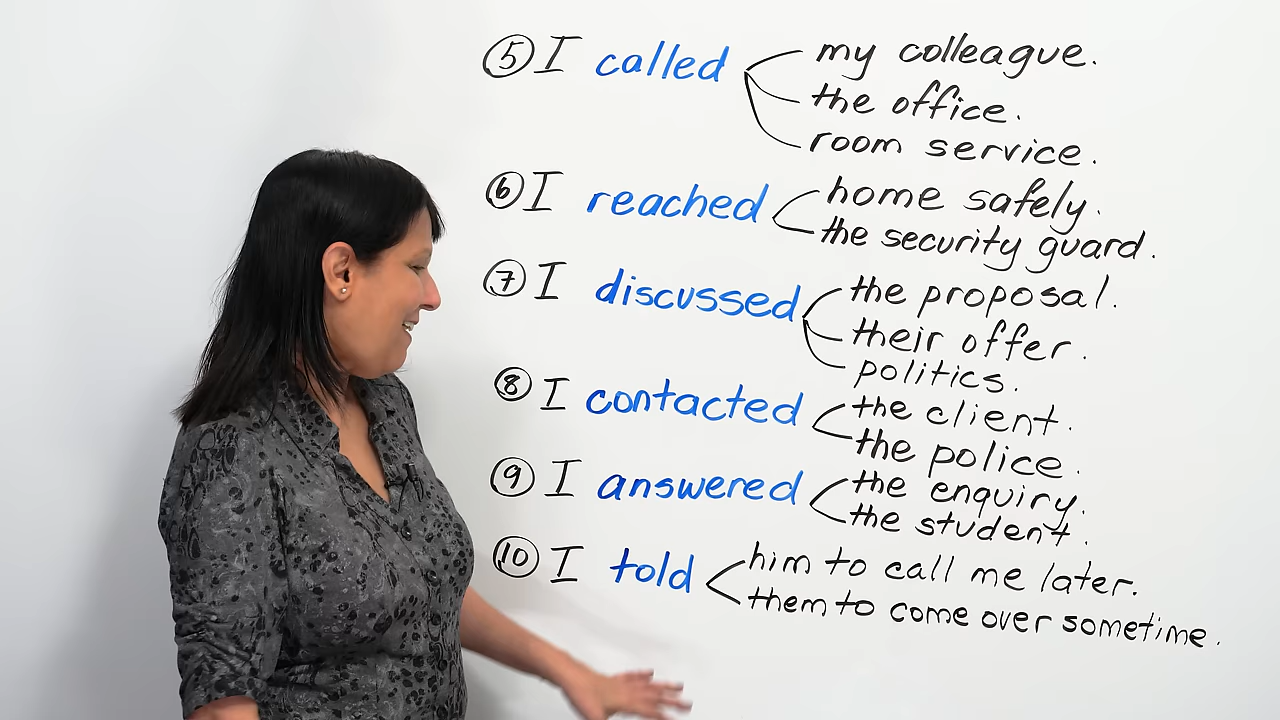 ⑤ I called my colleague.
the office.
room service.
⑥ I reached home safely.
the security guard.
⑦ I discussed the proposal.
their offer.
politics.
⑧ I contacted the client.
the police.
⑨ I answered the enquiry.
the student.
⑩ I told him to call me later.
them to come over sometime.